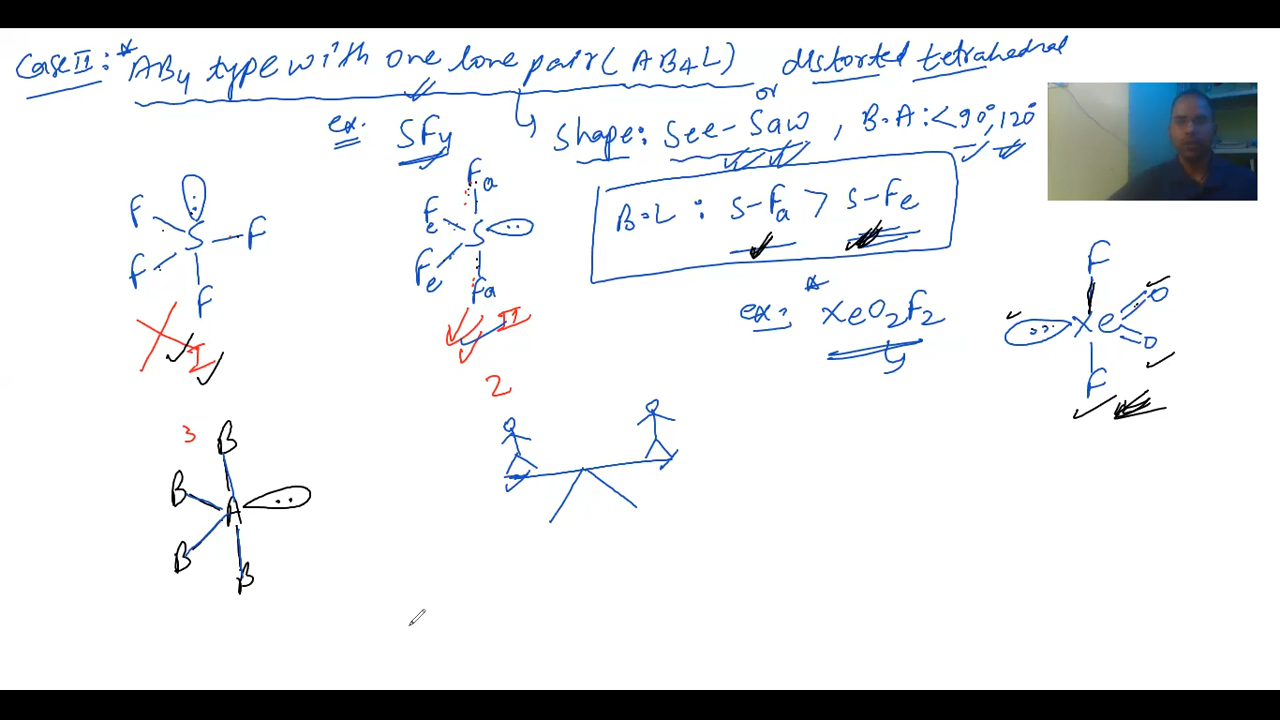 Case II: * AB4 type with one lone pair (AB4L) or distorted tetrahedral
ex: SF4 Shape: See-Saw, B·A: <90°, 120°
B·L: S-Fa > S-Fe
F F S F F
I
Fa Fe S Fe Fa
II
2
ex: * XeO2F2
F Xe O O F
3
B B A B B